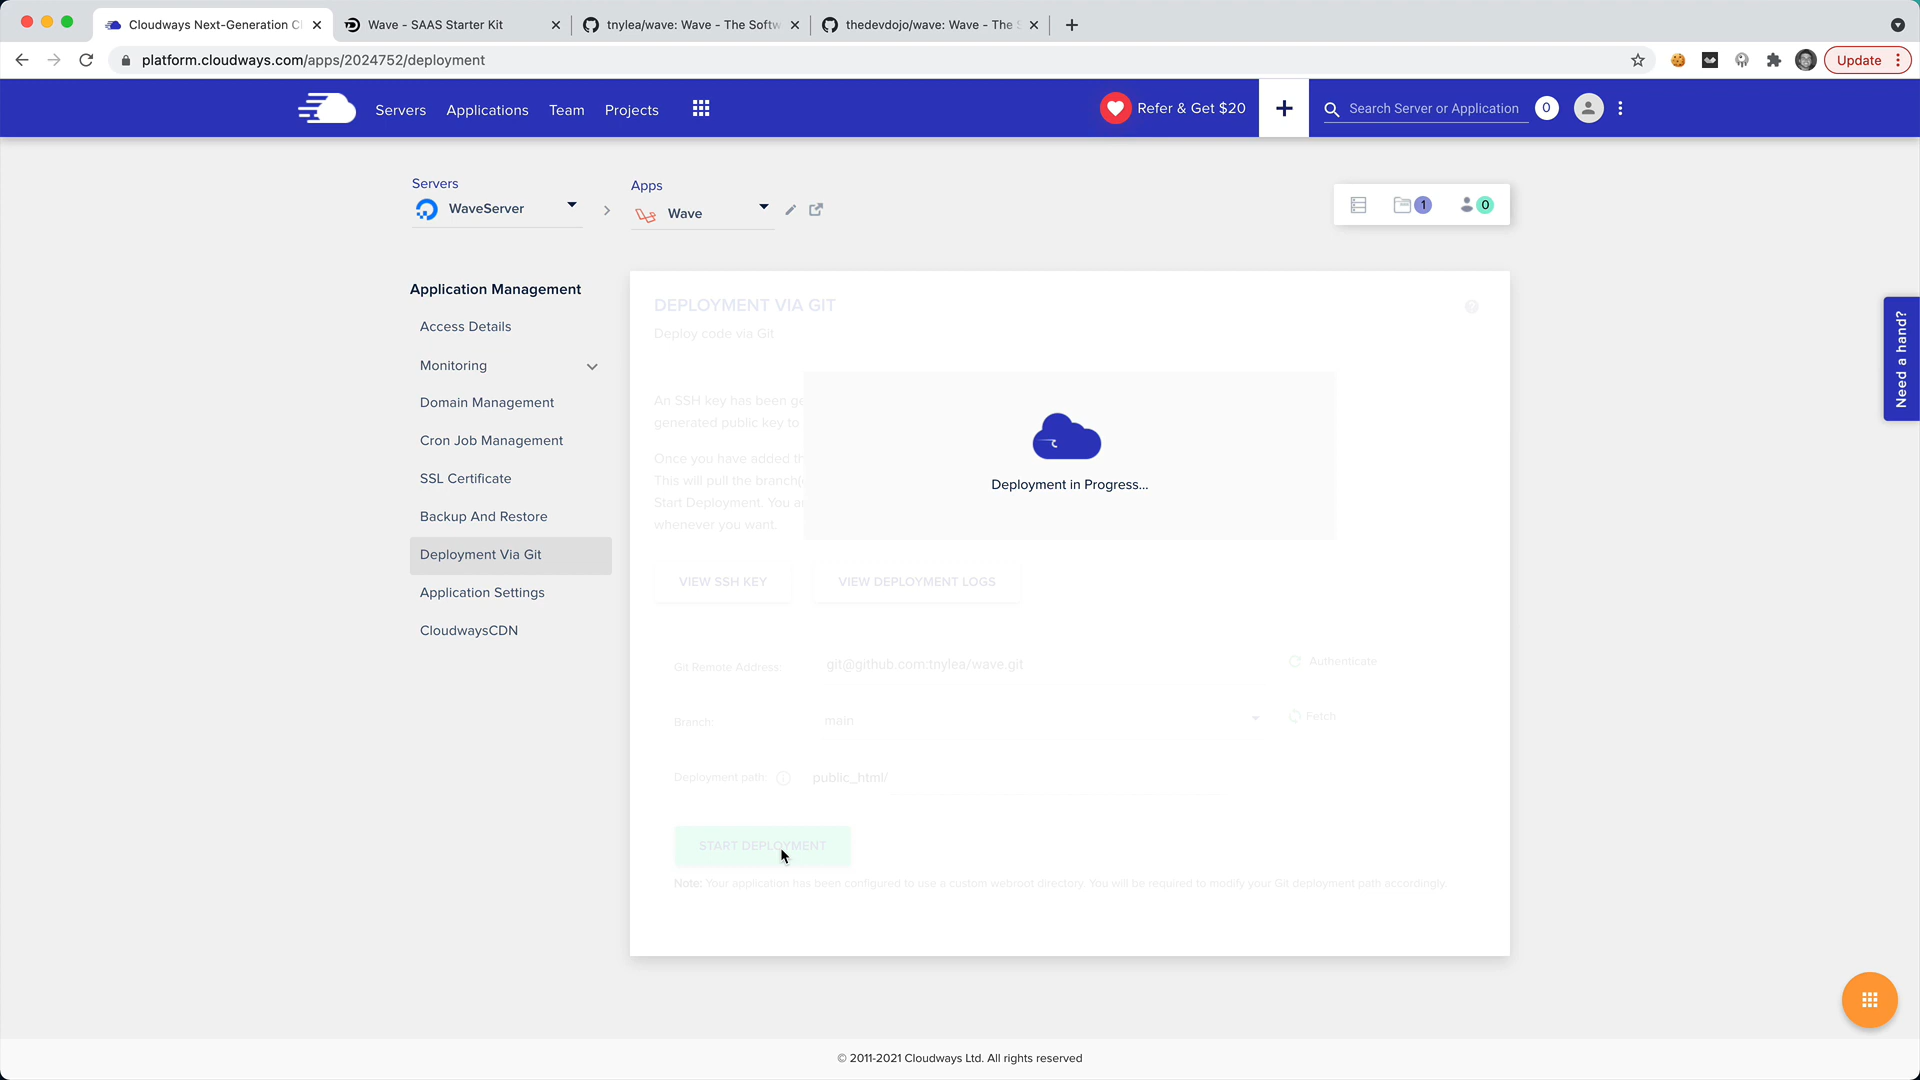 Cloudways Next-Generation Cl
Wave - SAAS Starter Kit
tnylea/wave: Wave - The Softw
thedevdojo/wave: Wave - The S
platform.cloudways.com/apps/2024752/deployment
Update
Servers
Applications
Team
Projects
Refer & Get $20
+
Search Server or Application
0
Servers
WaveServer
Apps
Wave
1
0
Application Management
Access Details
Monitoring
Domain Management
Cron Job Management
SSL Certificate
Backup And Restore
Deployment Via Git
Application Settings
CloudwaysCDN
DEPLOYMENT VIA GIT
Deploy code via Git
An SSH key has been ge
generated public key to
Once you have added th
This will pull the branch(
Start Deployment. You a
whenever you want.
Deployment in Progress...
VIEW SSH KEY
VIEW DEPLOYMENT LOGS
Git Remote Address:
git@github.com:tnylea/wave.git
Authenticate
Branch:
main
Fetch
Deployment path:
public_html/
START DEPLOYMENT
Note: Your application has been configured to use a custom webroot directory. You will be required to modify your Git deployment path accordingly.
Need a hand?
© 2011-2021 Cloudways Ltd. All rights reserved